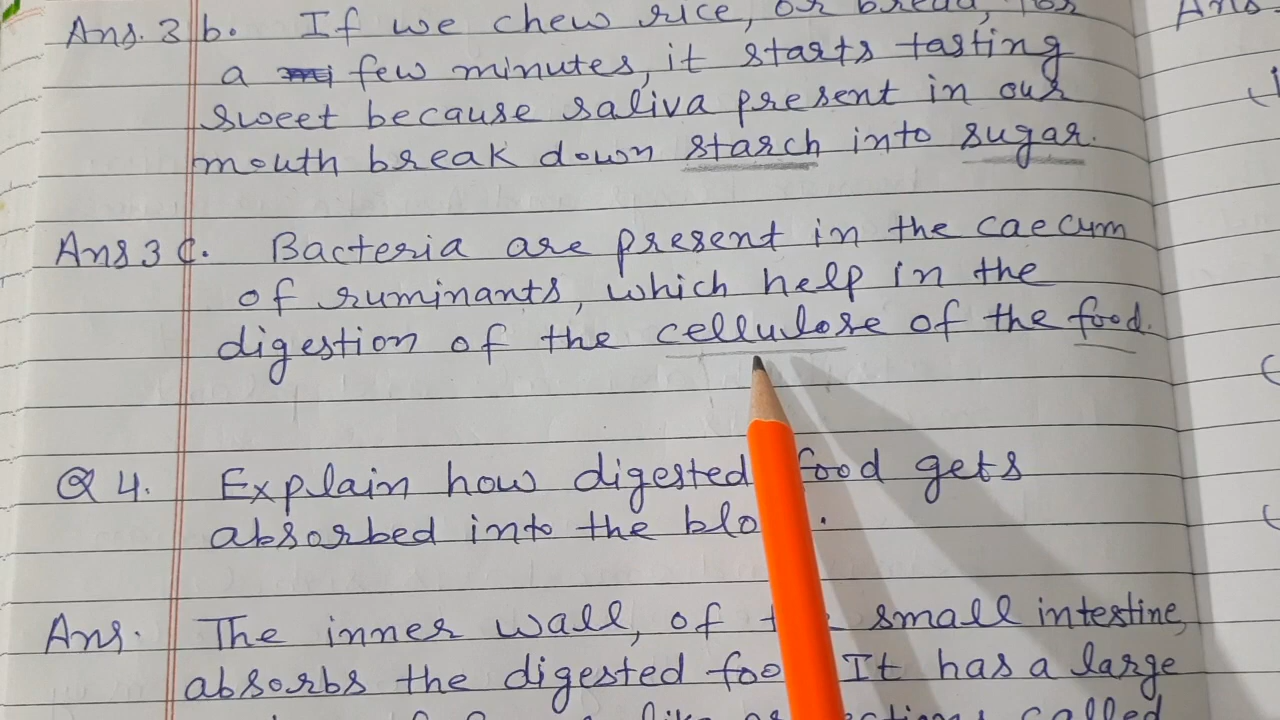 Ans. 3 b. If we chew rice, or bread, for
a few minutes, it starts tasting
sweet because saliva present in our
mouth break down starch into sugar.
Ans 3 c. Bacteria are present in the caecum
of ruminants, which help in the
digestion of the cellulose of the food.
Q 4. Explain how digested food gets
absorbed into the blo .
Ans. The inner wall, of small intestine,
absorbs the digested foo It has a large
like called
Ans